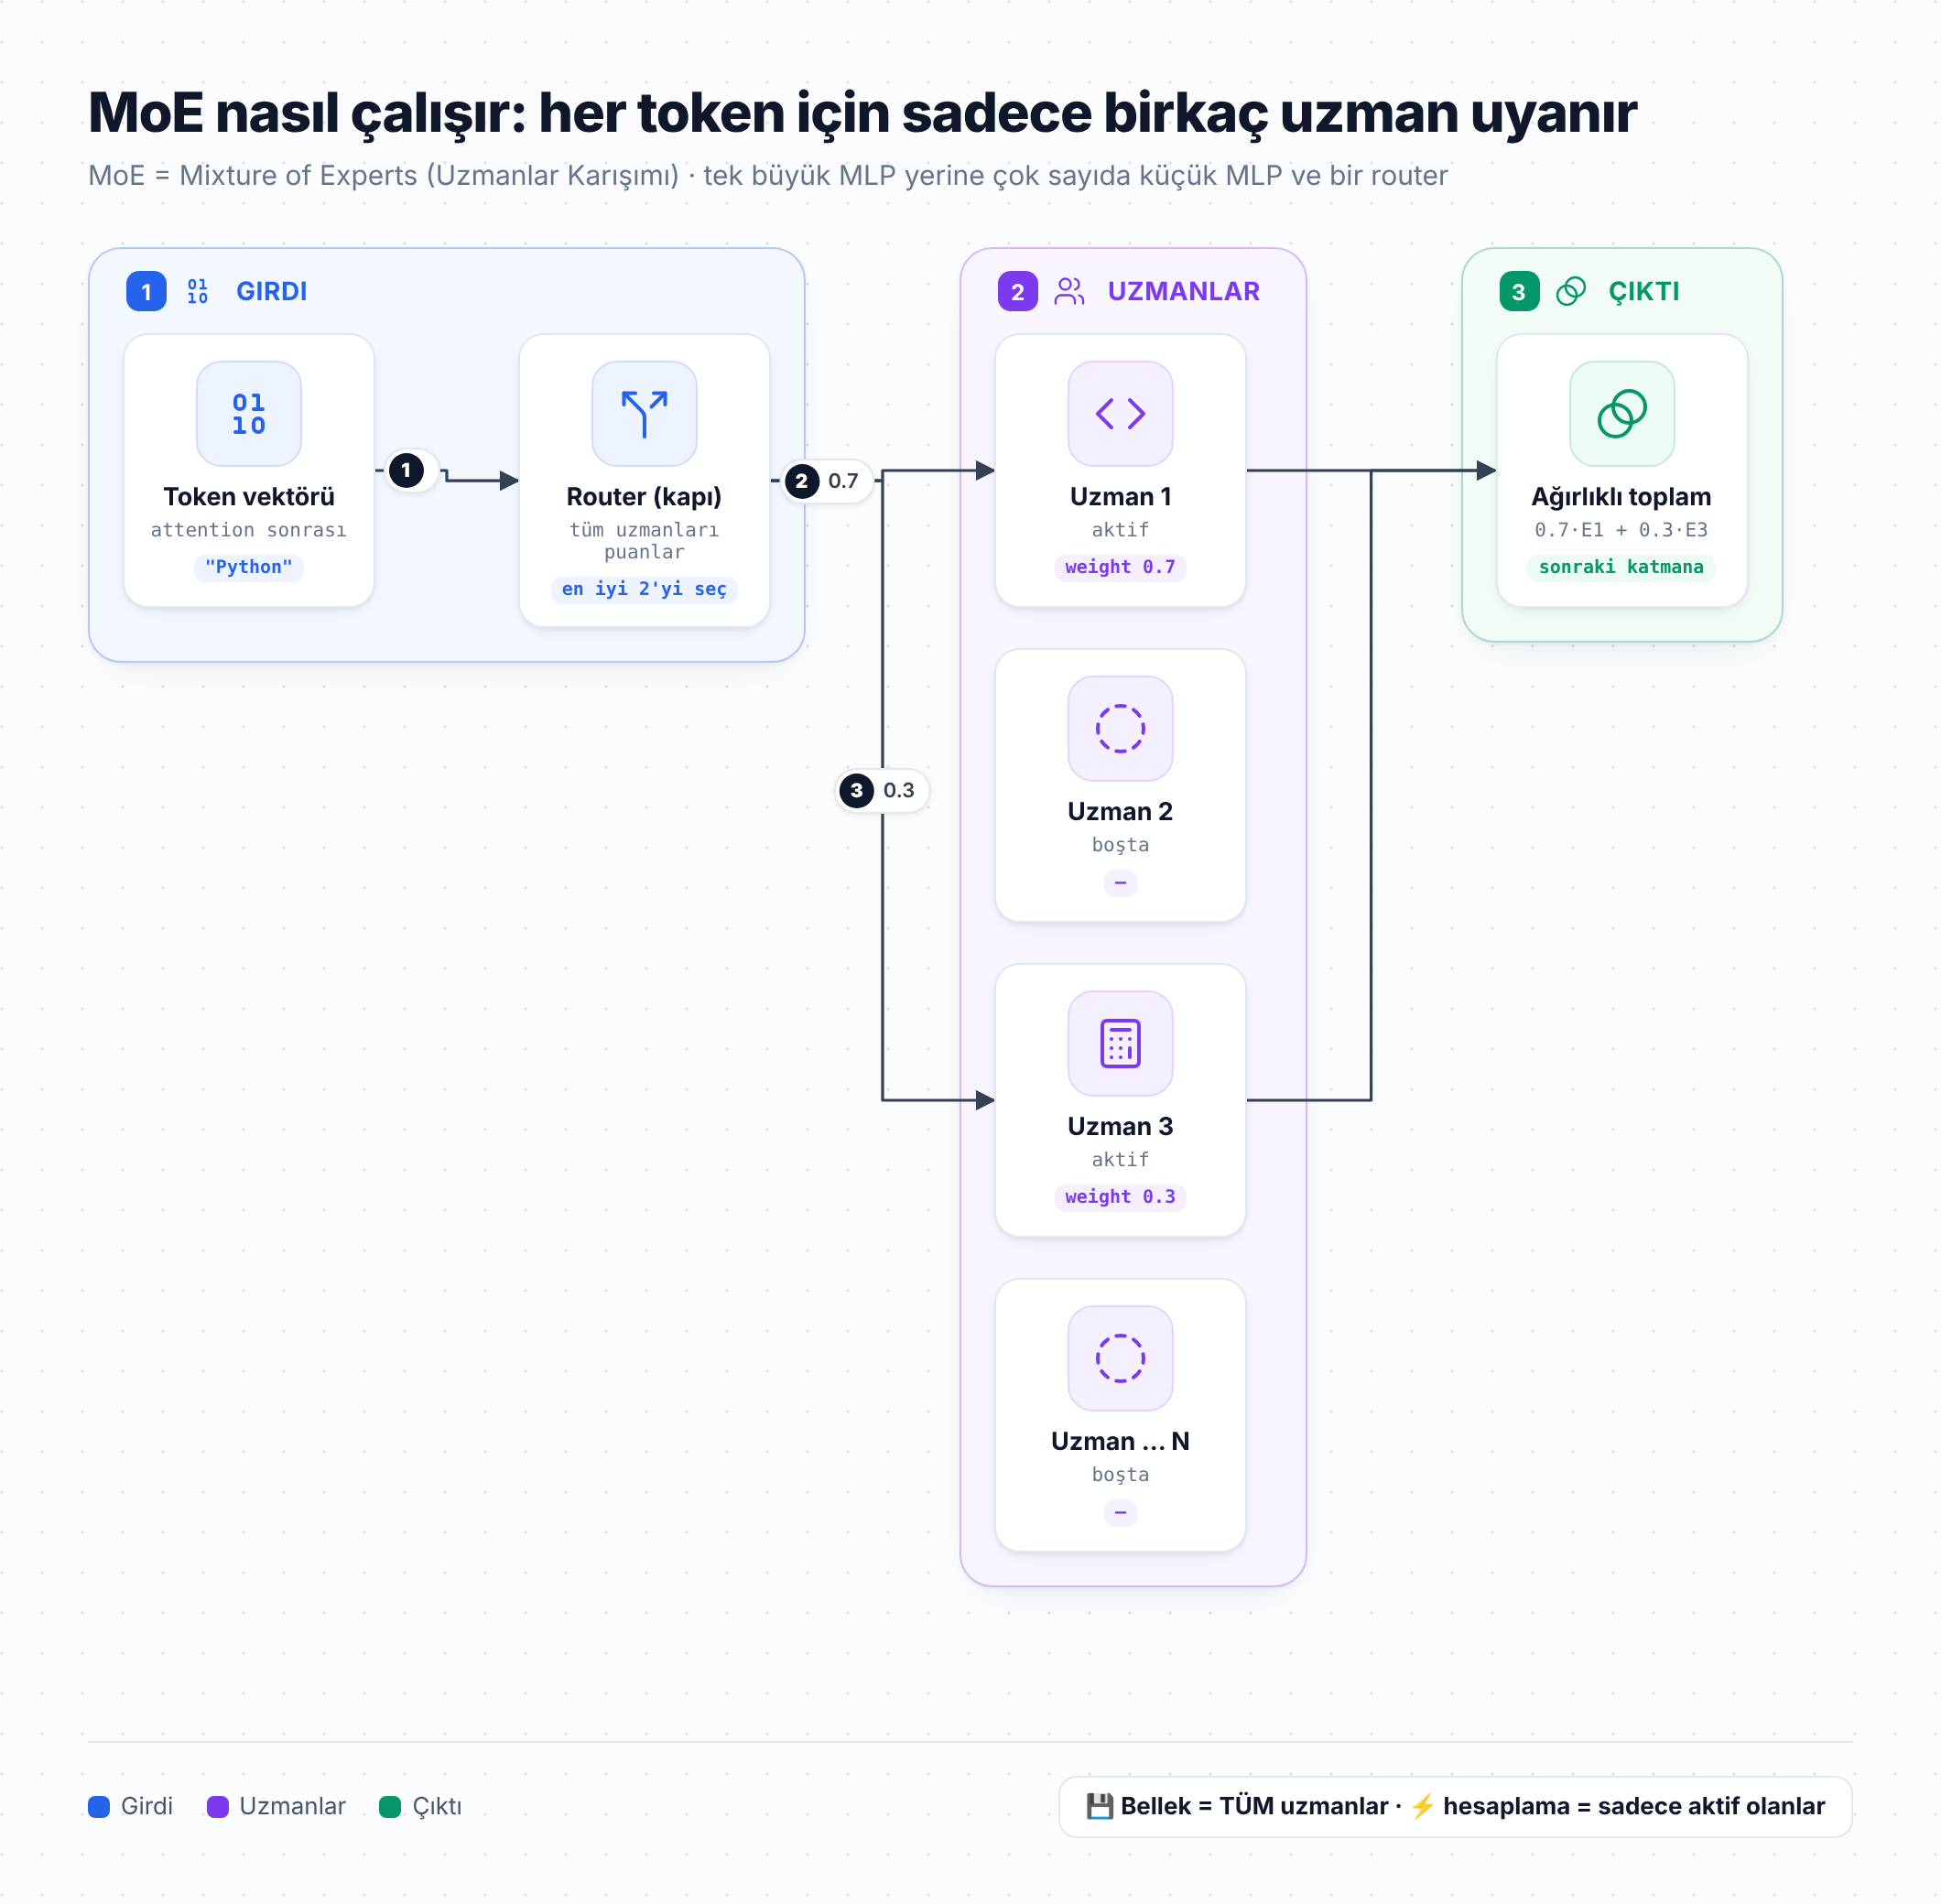 MoE nasıl çalışır: her token için sadece birkaç uzman uyanır
MoE = Mixture of Experts (Uzmanlar Karışımı) · tek büyük MLP yerine çok sayıda küçük MLP ve bir router
1 01 10 GIRDI
01
10
Token vektörü
attention sonrası
"Python"
1
Router (kapı)
tüm uzmanları
puanlar
en iyi 2'yi seç
2 0.7
3 0.3
2 UZMANLAR
Uzman 1
aktif
weight 0.7
Uzman 2
boşta
—
Uzman 3
aktif
weight 0.3
Uzman … N
boşta
—
3 ÇIKTI
Ağırlıklı toplam
0.7·E1 + 0.3·E3
sonraki katmana
Girdi
Uzmanlar
Çıktı
💾 Bellek = TÜM uzmanlar · ⚡ hesaplama = sadece aktif olanlar